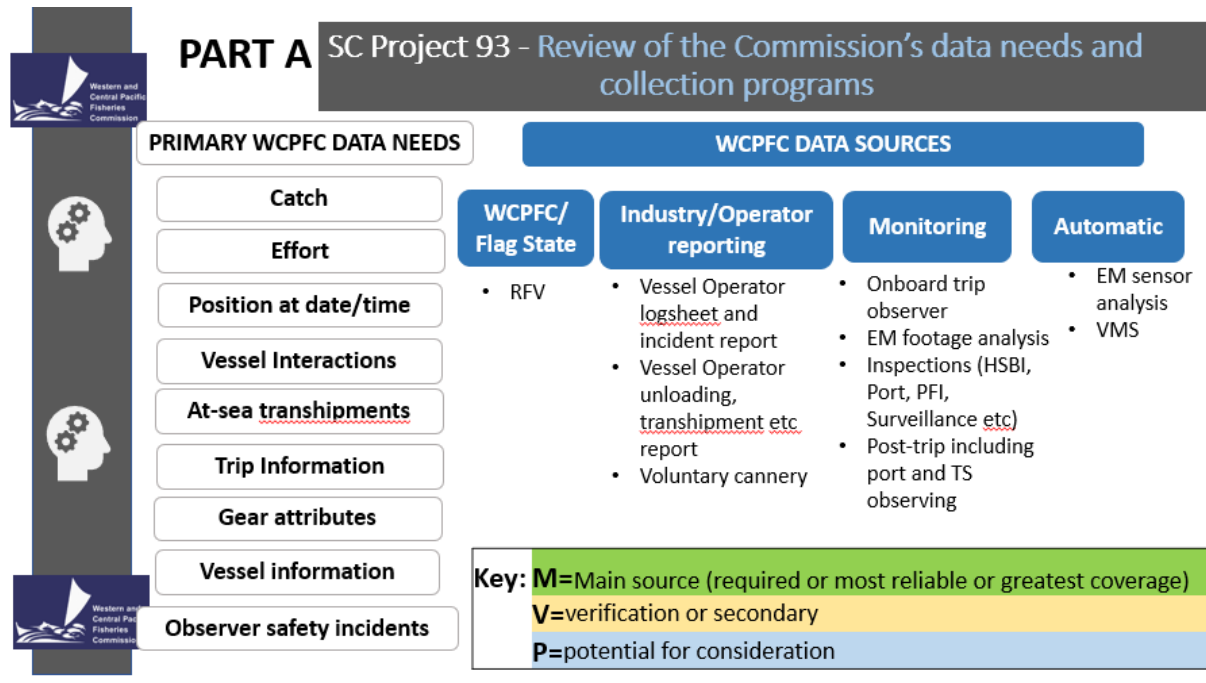 PART A
SC Project 93 - Review of the Commission's data needs and
collection programs
Western and
Central Pacific
Fisheries
Commission
PRIMARY WCPFC DATA NEEDS
Catch
Effort
Position at date/time
Vessel Interactions
At-sea transhipments
Trip Information
Gear attributes
Vessel information
Observer safety incidents
WCPFC DATA SOURCES
WCPFC/
Flag State
• RFV
Industry/Operator
reporting
• Vessel Operator
logsheet and
incident report
• Vessel Operator
unloading,
transhipment etc
report
• Voluntary cannery
Monitoring
• Onboard trip
observer
• EM footage analysis
• Inspections (HSBI,
Port, PFI,
Surveillance etc)
• Post-trip including
port and TS
observing
Automatic
• EM sensor
analysis
• VMS
Key: M=Main source (required or most reliable or greatest coverage)
V=verification or secondary
P=potential for consideration
Western and
Central Pac
Fisheries
Commissio